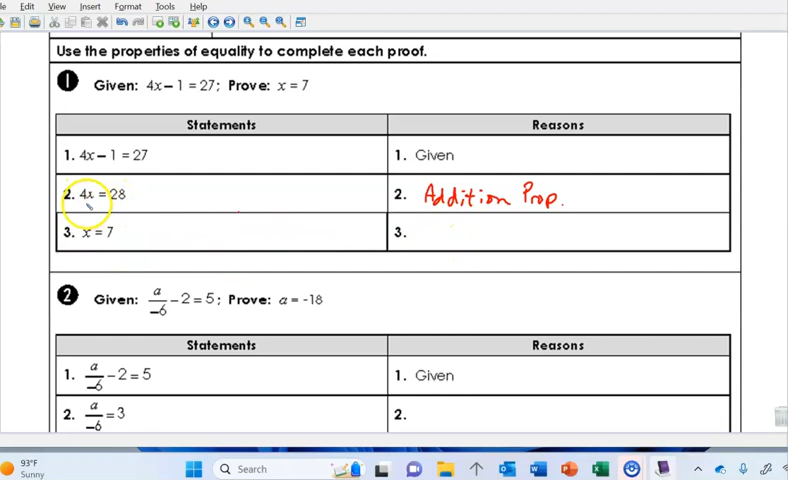 le Edit View Insert Format Tools Help
Use the properties of equality to complete each proof.
1 Given: 4x – 1 = 27; Prove: x = 7
Statements Reasons
1. 4x – 1 = 27 1. Given
2. 4x = 28 2. Addition Prop.
3. x = 7 3.
2 Given: a/–6 – 2 = 5; Prove: a = -18
Statements Reasons
1. a/–6 – 2 = 5 1. Given
2. a/–6 = 3 2.
93°F
Sunny
Search